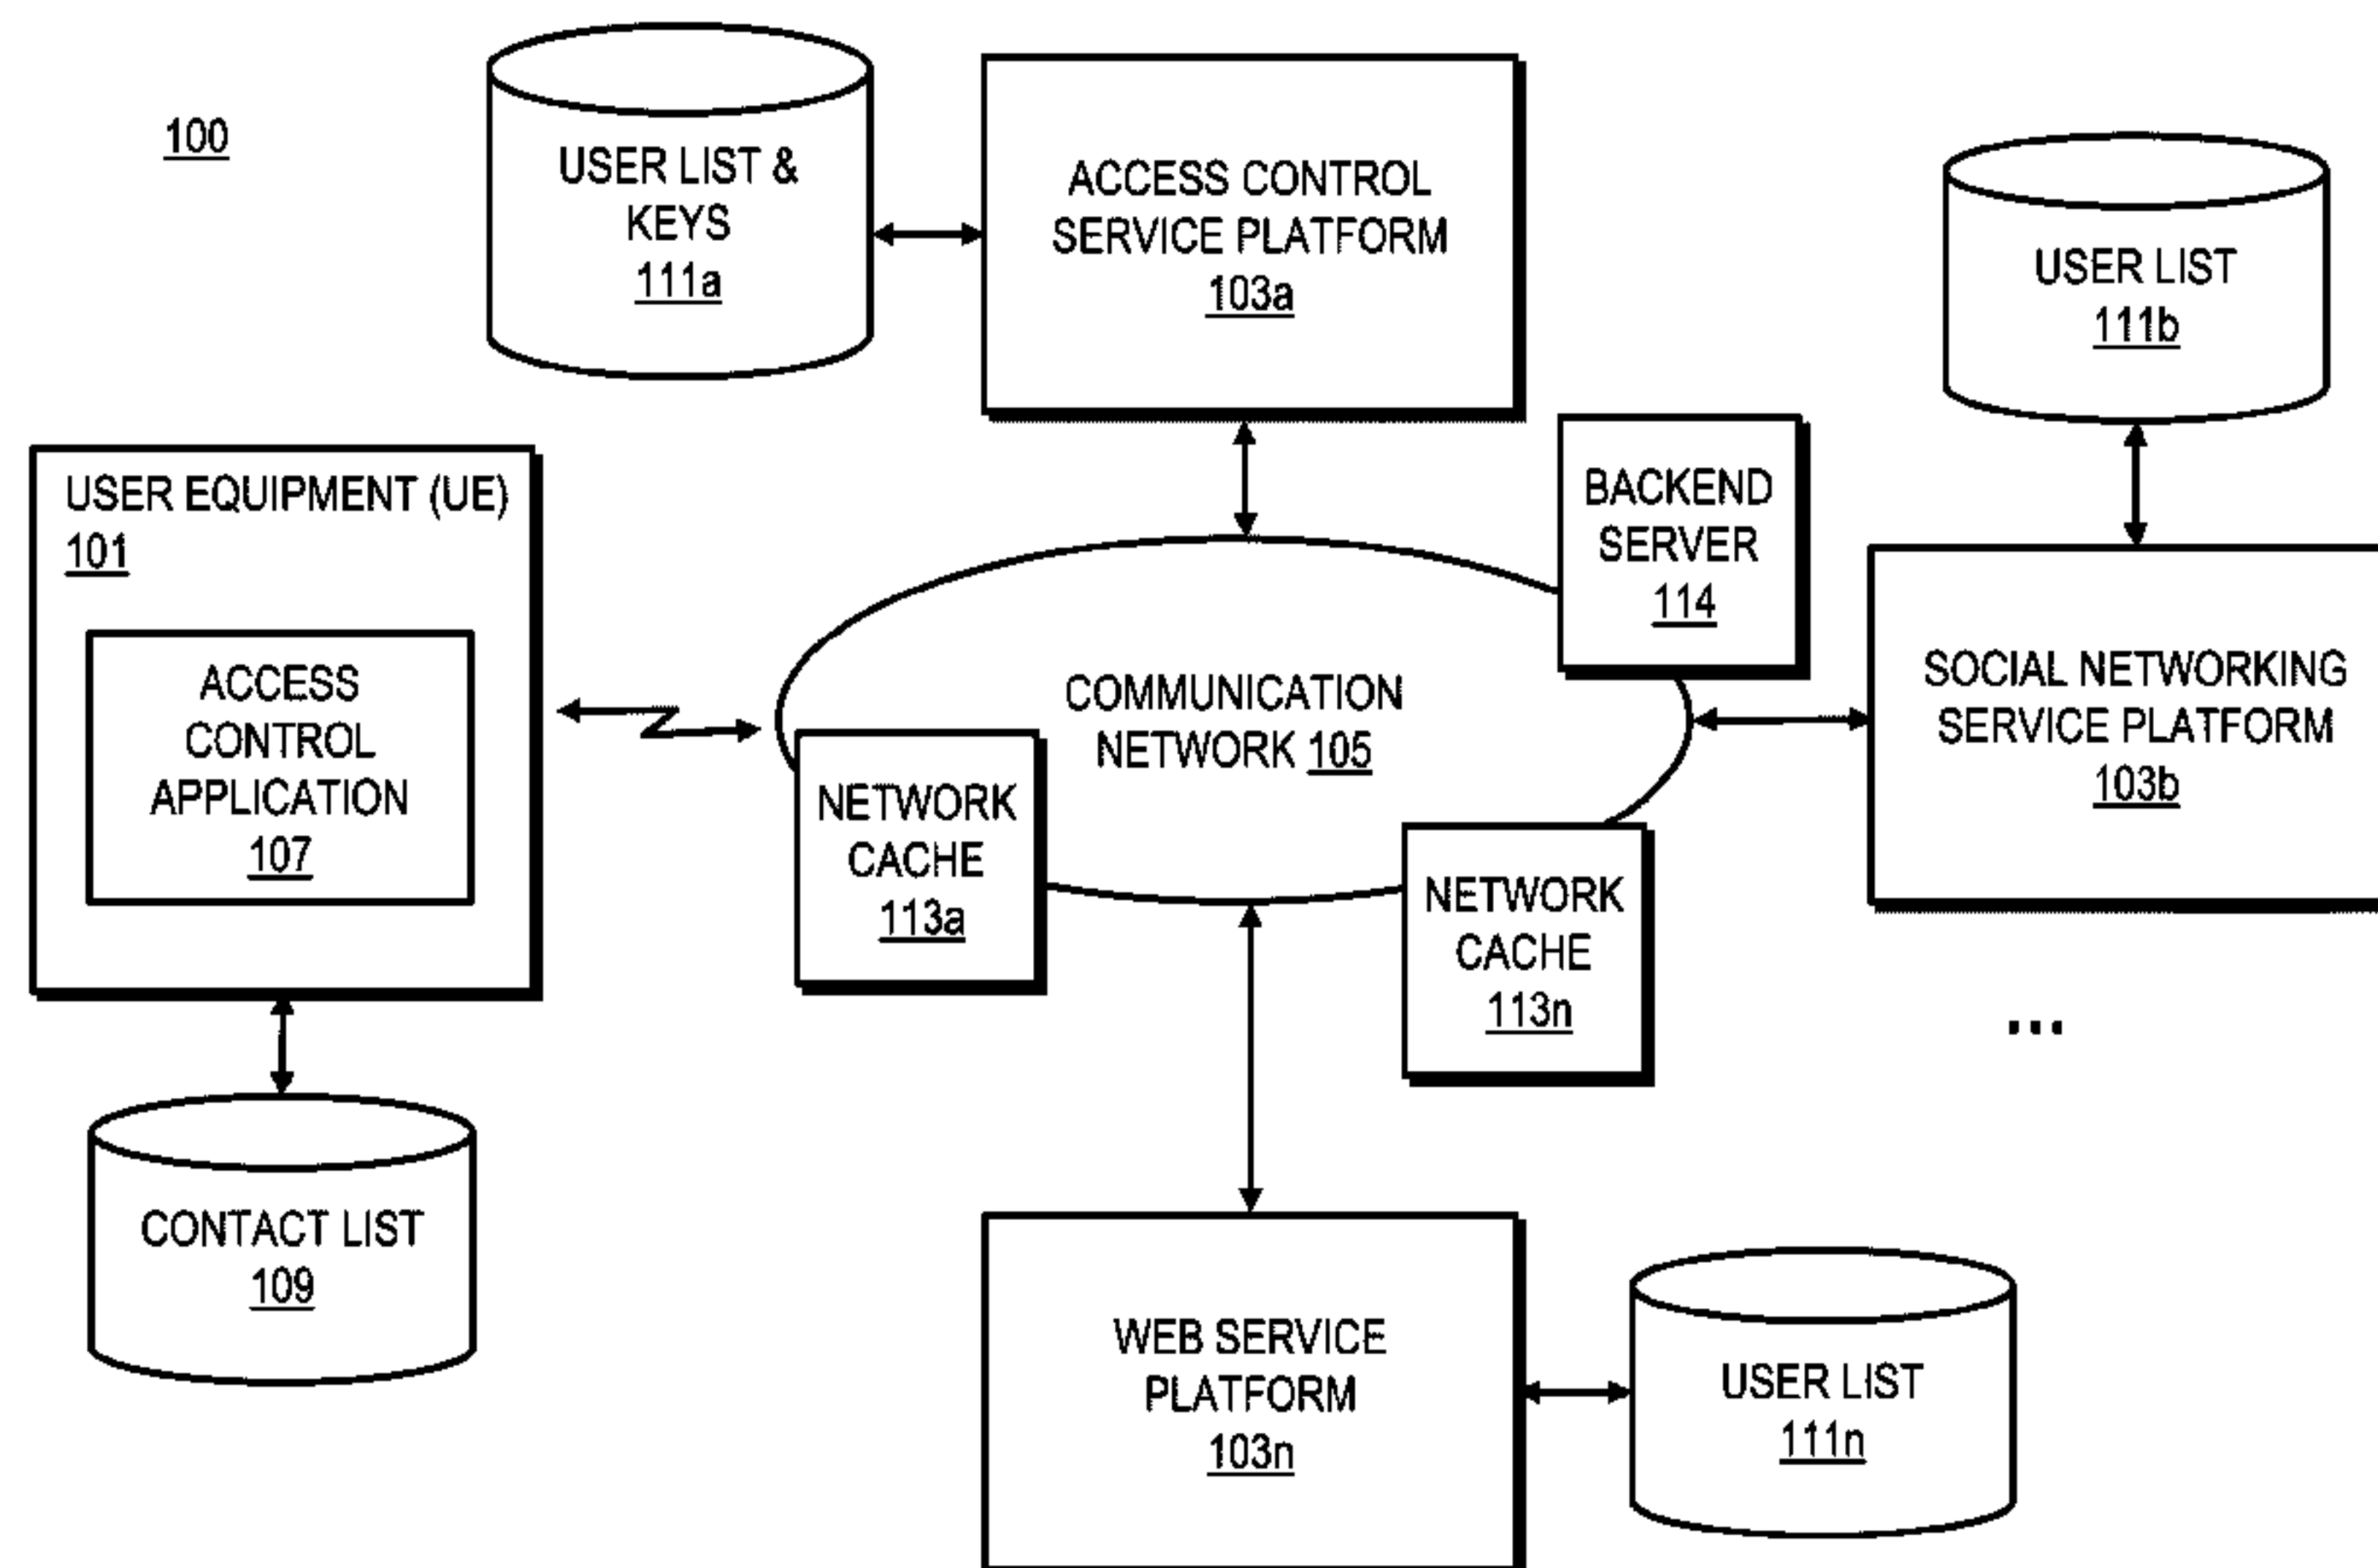 100
USER LIST &
KEYS
111a
ACCESS CONTROL
SERVICE PLATFORM
103a
USER LIST
111b
USER EQUIPMENT (UE)
101
ACCESS
CONTROL
APPLICATION
107
BACKEND
SERVER
114
COMMUNICATION
NETWORK 105
SOCIAL NETWORKING
SERVICE PLATFORM
103b
NETWORK
CACHE
113a
NETWORK
CACHE
113n
...
CONTACT LIST
109
WEB SERVICE
PLATFORM
103n
USER LIST
111n